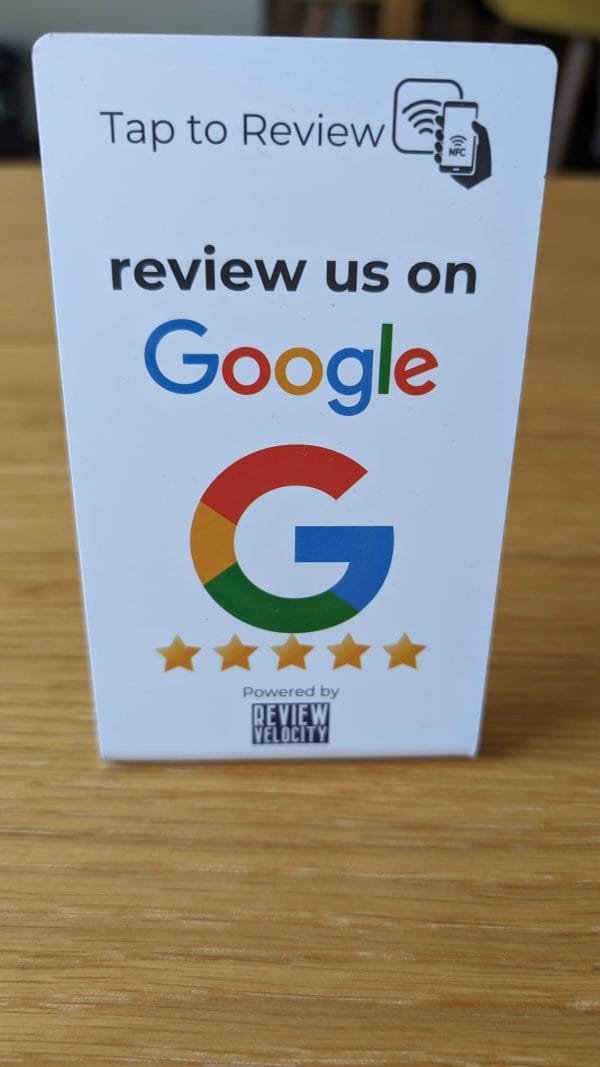 Tap to Review
NFC
review us on
Google
G
Powered by
REVIEW
VELOCITY